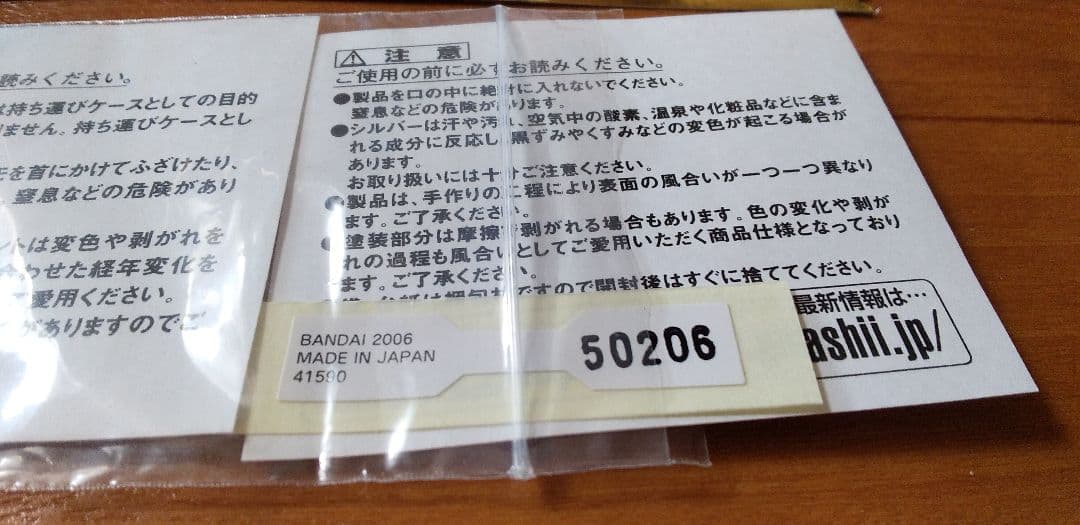 読みください。
は持ち運びケースとしての目的
ません。持ち運びケースとし
を首にかけてふざけたり、
窒息などの危険があり
ントは変色や剥がれを
わせた経年変化を
ご愛用ください。
がありますのでご
⚠ 注意
ご使用の前に必ずお読みください。
●製品を口の中に絶対に入れないでください。
窒息などの危険があります。
●シルバーは汗や汚れ、空気中の酸素、温泉や化粧品などに含ま
れる成分に反応し黒ずみやくすみなどの変色が起こる場合が
あります。
お取り扱いには十分ご注意ください。
●製品は、手作りの工程により表面の風合いが一つ一つ異なり
ます。ご了承ください。
●塗装部分は摩擦で剥がれる場合もあります。色の変化や剥が
れの過程も風合いとしてご愛用いただく商品仕様となっており
ます。ご了承ください。
ですので開封後はすぐに捨ててください。
最新情報は…
ashii.jp/
BANDAI 2006
MADE IN JAPAN
41590
50206